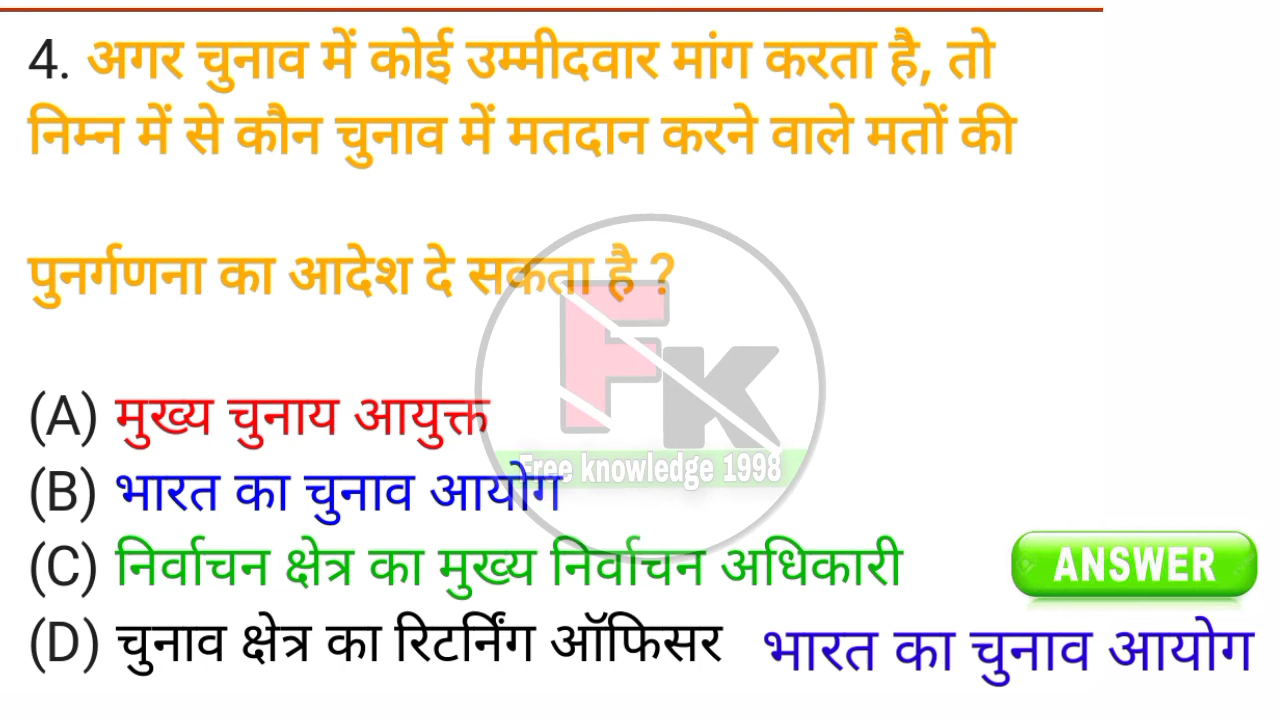 4. अगर चुनाव में कोई उम्मीदवार मांग करता है, तो
निम्न में से कौन चुनाव में मतदान करने वाले मतों की
पुनर्गणना का आदेश दे सकता है ?
FK
Free knowledge 1998
(A) मुख्य चुनाय आयुक्त
(B) भारत का चुनाव आयोग
(C) निर्वाचन क्षेत्र का मुख्य निर्वाचन अधिकारी
ANSWER
(D) चुनाव क्षेत्र का रिटर्निंग ऑफिसर
भारत का चुनाव आयोग